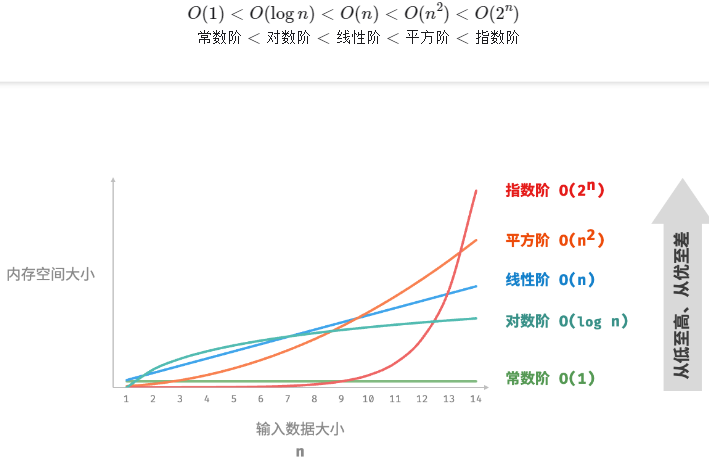 O(1) < O(log n) < O(n) < O(n²) < O(2ⁿ)
常数阶 < 对数阶 < 线性阶 < 平方阶 < 指数阶
指数阶 O(2ⁿ)
平方阶 O(n²)
线性阶 O(n)
对数阶 O(log n)
常数阶 O(1)
从低至高、从优至差
内存空间大小
1 2 3 4 5 6 7 8 9 10 11 12 13 14
输入数据大小
n